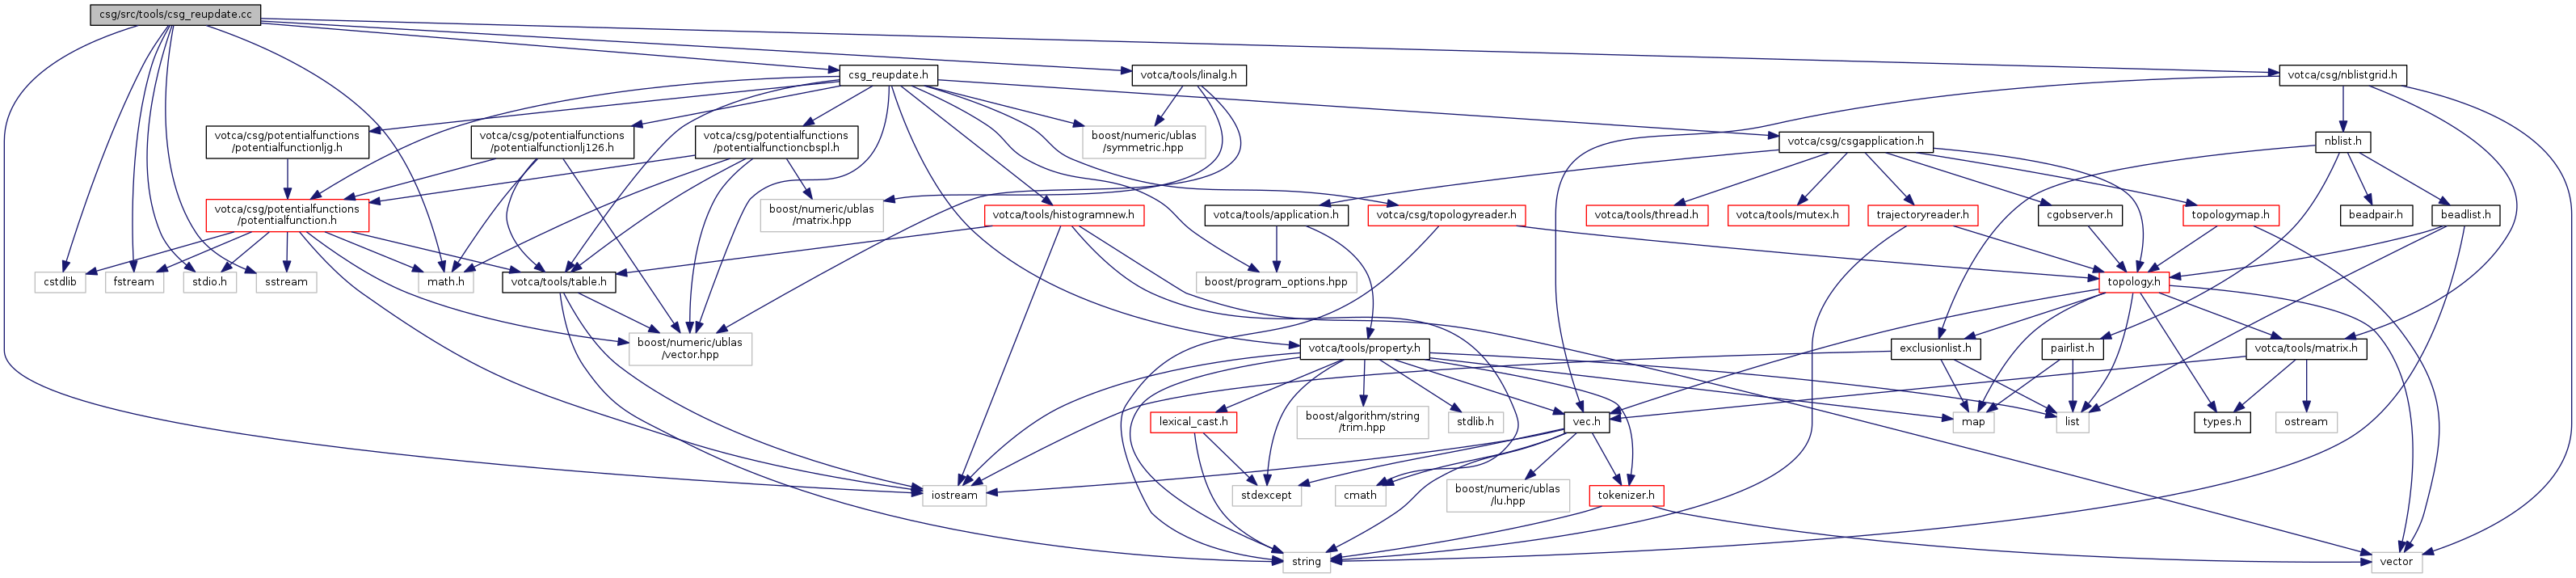 csg/src/tools/csg_reupdate.cc
csg_reupdate.h
votca/tools/linalg.h
votca/csg/nblistgrid.h
votca/csg/potentialfunctions
/potentialfunctionljg.h
votca/csg/potentialfunctions
/potentialfunctionlj126.h
votca/csg/potentialfunctions
/potentialfunctioncbspl.h
boost/numeric/ublas
/symmetric.hpp
votca/csg/csgapplication.h
nblist.h
votca/csg/potentialfunctions
/potentialfunction.h
boost/numeric/ublas
/matrix.hpp
votca/tools/histogramnew.h
votca/tools/application.h
votca/csg/topologyreader.h
votca/tools/thread.h
votca/tools/mutex.h
trajectoryreader.h
cgobserver.h
topologymap.h
beadpair.h
beadlist.h
cstdlib
fstream
stdio.h
sstream
math.h
votca/tools/table.h
boost/program_options.hpp
topology.h
boost/numeric/ublas
/vector.hpp
votca/tools/property.h
exclusionlist.h
pairlist.h
votca/tools/matrix.h
lexical_cast.h
boost/algorithm/string
/trim.hpp
stdlib.h
vec.h
map
list
types.h
ostream
iostream
stdexcept
cmath
boost/numeric/ublas
/lu.hpp
tokenizer.h
string
vector